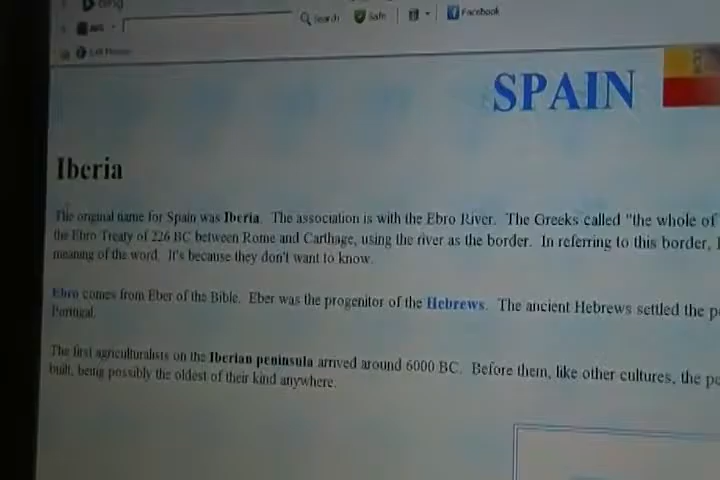 bing
Search Safe Facebook
SPAIN
Iberia
The original name for Spain was Iberia. The association is with the Ebro River. The Greeks called "the whole of
the Ebro Treaty of 226 BC between Rome and Carthage, using the river as the border. In referring to this border,
meaning of the word. It's because they don't want to know.
Ebro comes from Eber of the Bible. Eber was the progenitor of the Hebrews. The ancient Hebrews settled the
Portugal.
The first agriculturalists on the Iberian peninsula arrived around 6000 BC. Before them, like other cultures, the
built, being possibly the oldest of their kind anywhere.